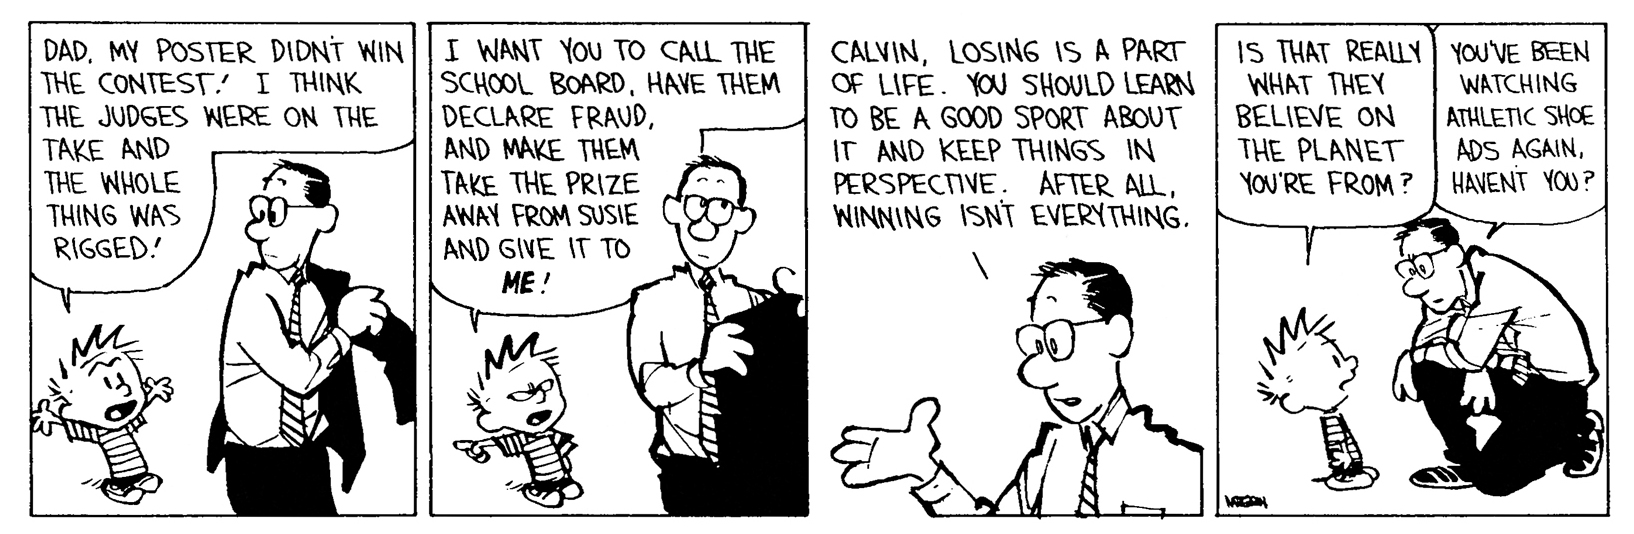 DAD, MY POSTER DIDN'T WIN
THE CONTEST! I THINK
THE JUDGES WERE ON THE
TAKE AND
THE WHOLE
THING WAS
RIGGED!
I WANT YOU TO CALL THE
SCHOOL BOARD, HAVE THEM
DECLARE FRAUD,
AND MAKE THEM
TAKE THE PRIZE
AWAY FROM SUSIE
AND GIVE IT TO
ME!
CALVIN, LOSING IS A PART
OF LIFE. YOU SHOULD LEARN
TO BE A GOOD SPORT ABOUT
IT AND KEEP THINGS IN
PERSPECTIVE. AFTER ALL,
WINNING ISN'T EVERYTHING.
IS THAT REALLY
WHAT THEY
BELIEVE ON
THE PLANET
YOU'RE FROM?
YOU'VE BEEN
WATCHING
ATHLETIC SHOE
ADS AGAIN,
HAVEN'T YOU?
WATTERSON